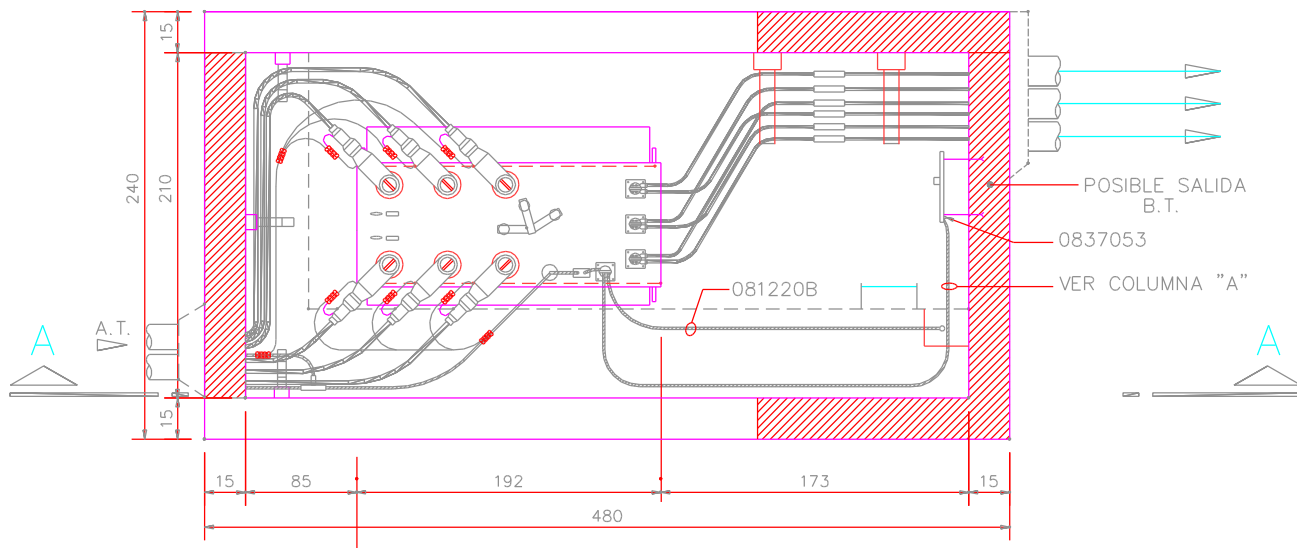 15
240
210
15
A.T.
A
POSIBLE SALIDA
B.T.
0837053
VER COLUMNA "A"
081220B
A
15
85
192
173
15
480